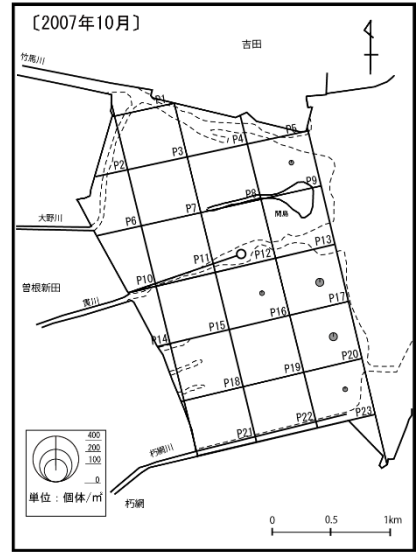 〔2007年10月〕
吉田
竹馬川
P1
P5
P4
P3
P2
P9
P8
間島
P7
P6
大野川
P13
P12
P11
P10
曽根新田
貫川
P17
P16
P15
P14
P20
P19
P18
P23
P22
P21
朽網川
朽網
400
200
100
0
単位:個体/㎡
0 0.5 1km